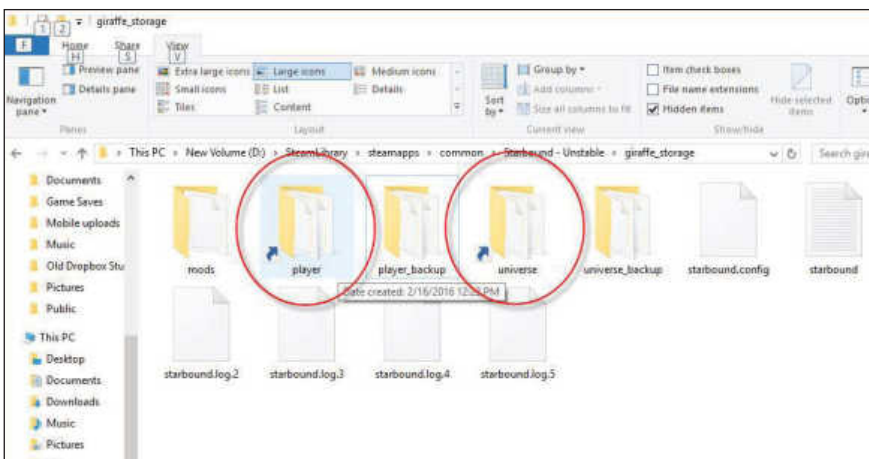 1 2 giraffe_storage
F Home Share View
H S V
Navigation pane
Preview pane
Details pane
Panes
Extra large icons Large icons Medium icons
Small icons List Details
Tiles Content
Layout
Sort by
Group by
Add columns
Size all columns to fit
Current view
Item check boxes
File name extensions
Hidden items
Hide selected items
Show/hide
This PC New Volume (D:) SteamLibrary steamapps common Starbound - Unstable giraffe_storage
Documents
Game Saves
Mobile uploads
Music
Old Dropbox Stu
Pictures
Public
This PC
Desktop
Documents
Downloads
Music
Pictures
mods player player_backup universe universe_backup starbound.config starbound
Date created: 2/16/2016 12:23 PM
starbound.log.2 starbound.log.3 starbound.log.4 starbound.log.5